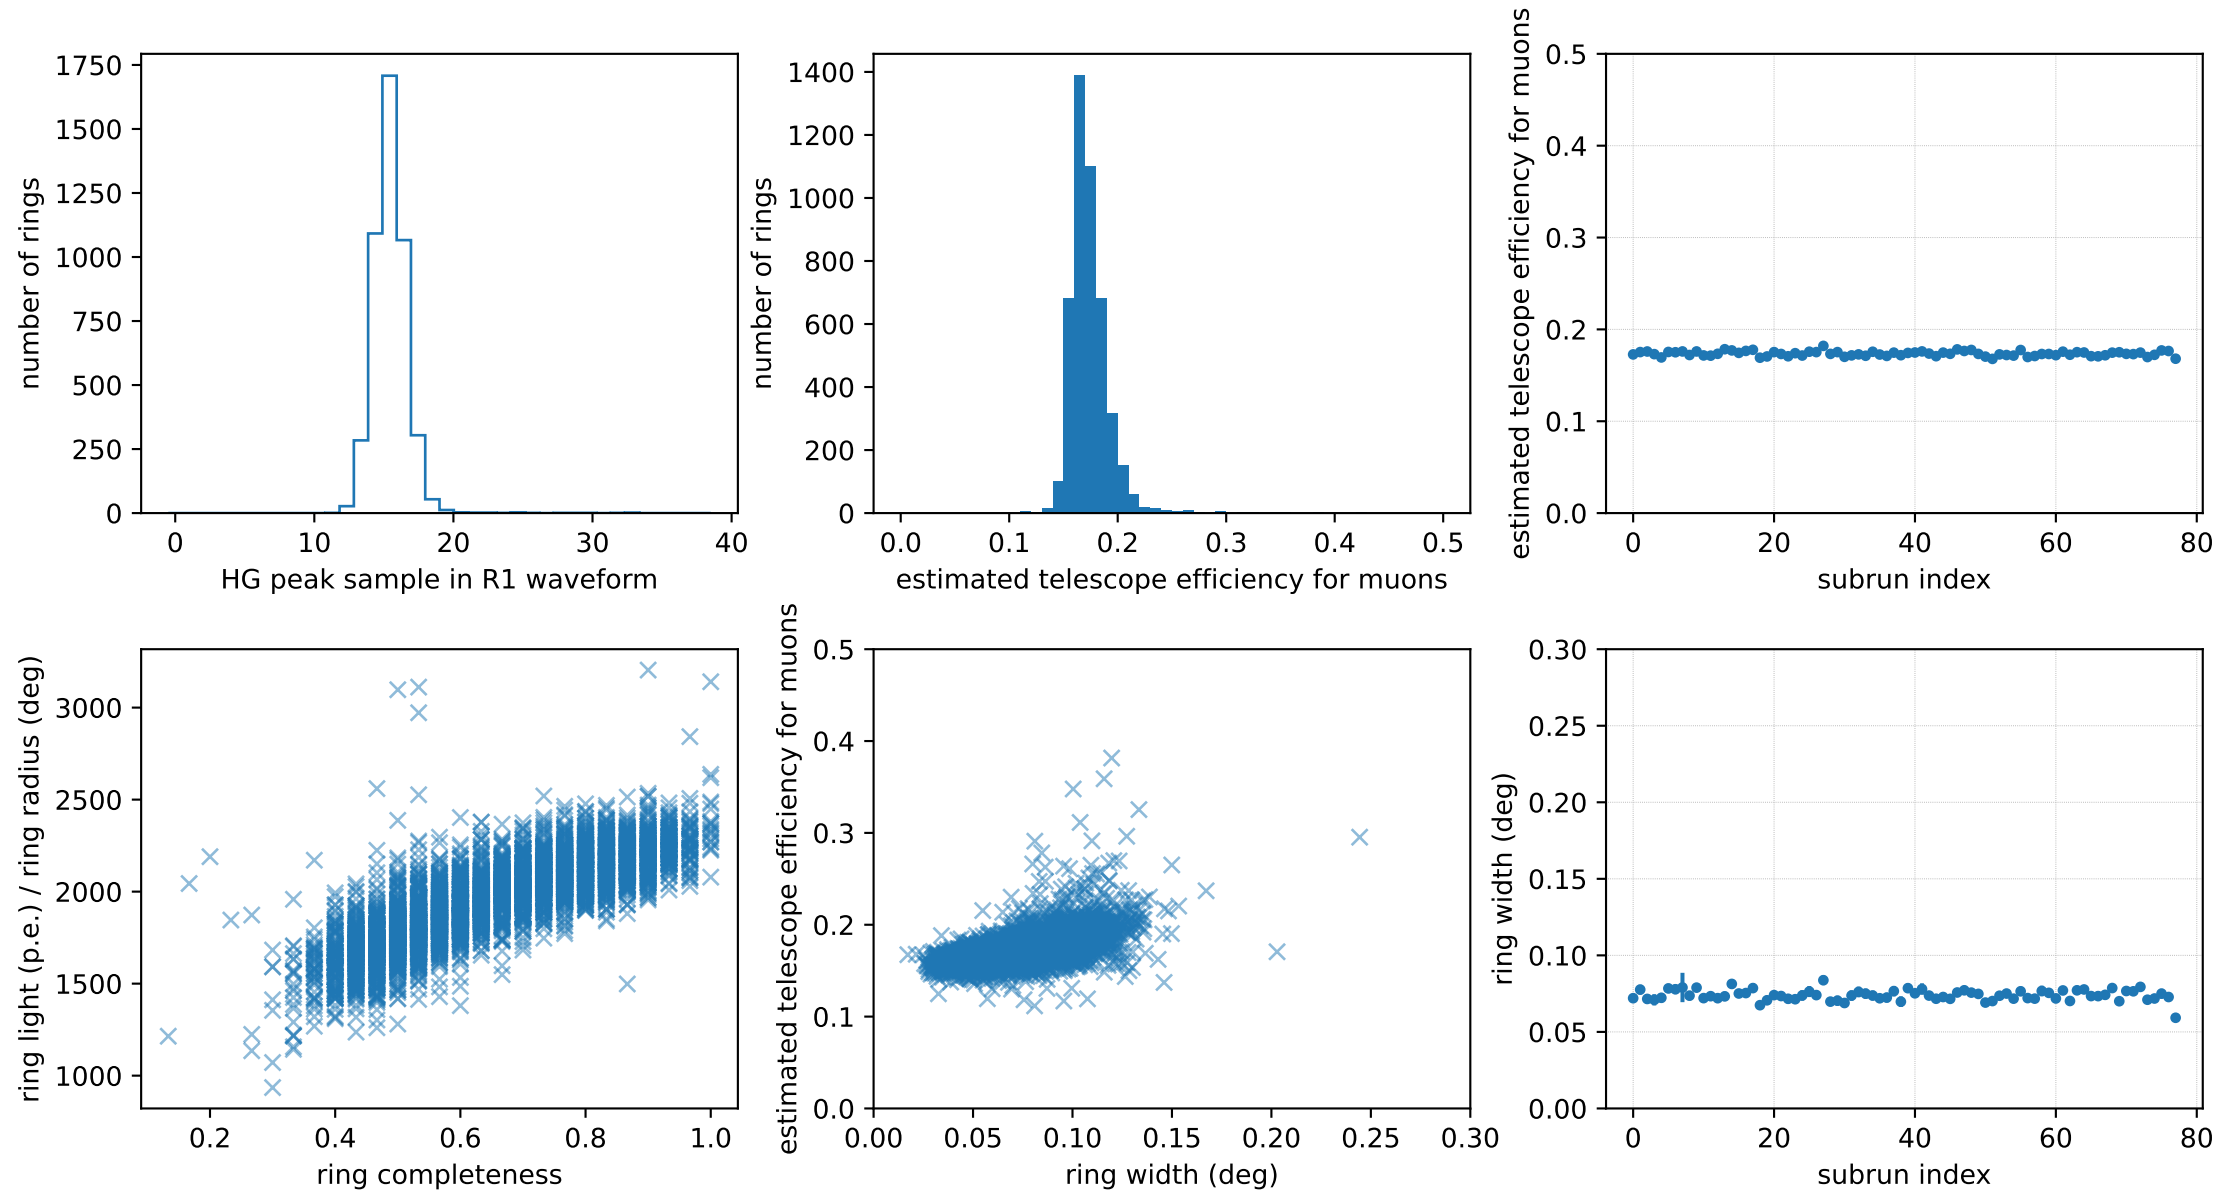 number of rings
1750
1500
1250
1000
750
500
250
0
0 10 20 30 40
HG peak sample in R1 waveform
number of rings
1400
1200
1000
800
600
400
200
0
0.0 0.1 0.2 0.3 0.4 0.5
estimated telescope efficiency for muons
estimated telescope efficiency for muons
0.5
0.4
0.3
0.2
0.1
0.0
0 20 40 60 80
subrun index
ring light (p.e.) / ring radius (deg)
3000
2500
2000
1500
1000
0.2 0.4 0.6 0.8 1.0
ring completeness
estimated telescope efficiency for muons
0.5
0.4
0.3
0.2
0.1
0.0
0.00 0.05 0.10 0.15 0.20 0.25 0.30
ring width (deg)
ring width (deg)
0.30
0.25
0.20
0.15
0.10
0.05
0.00
0 20 40 60 80
subrun index